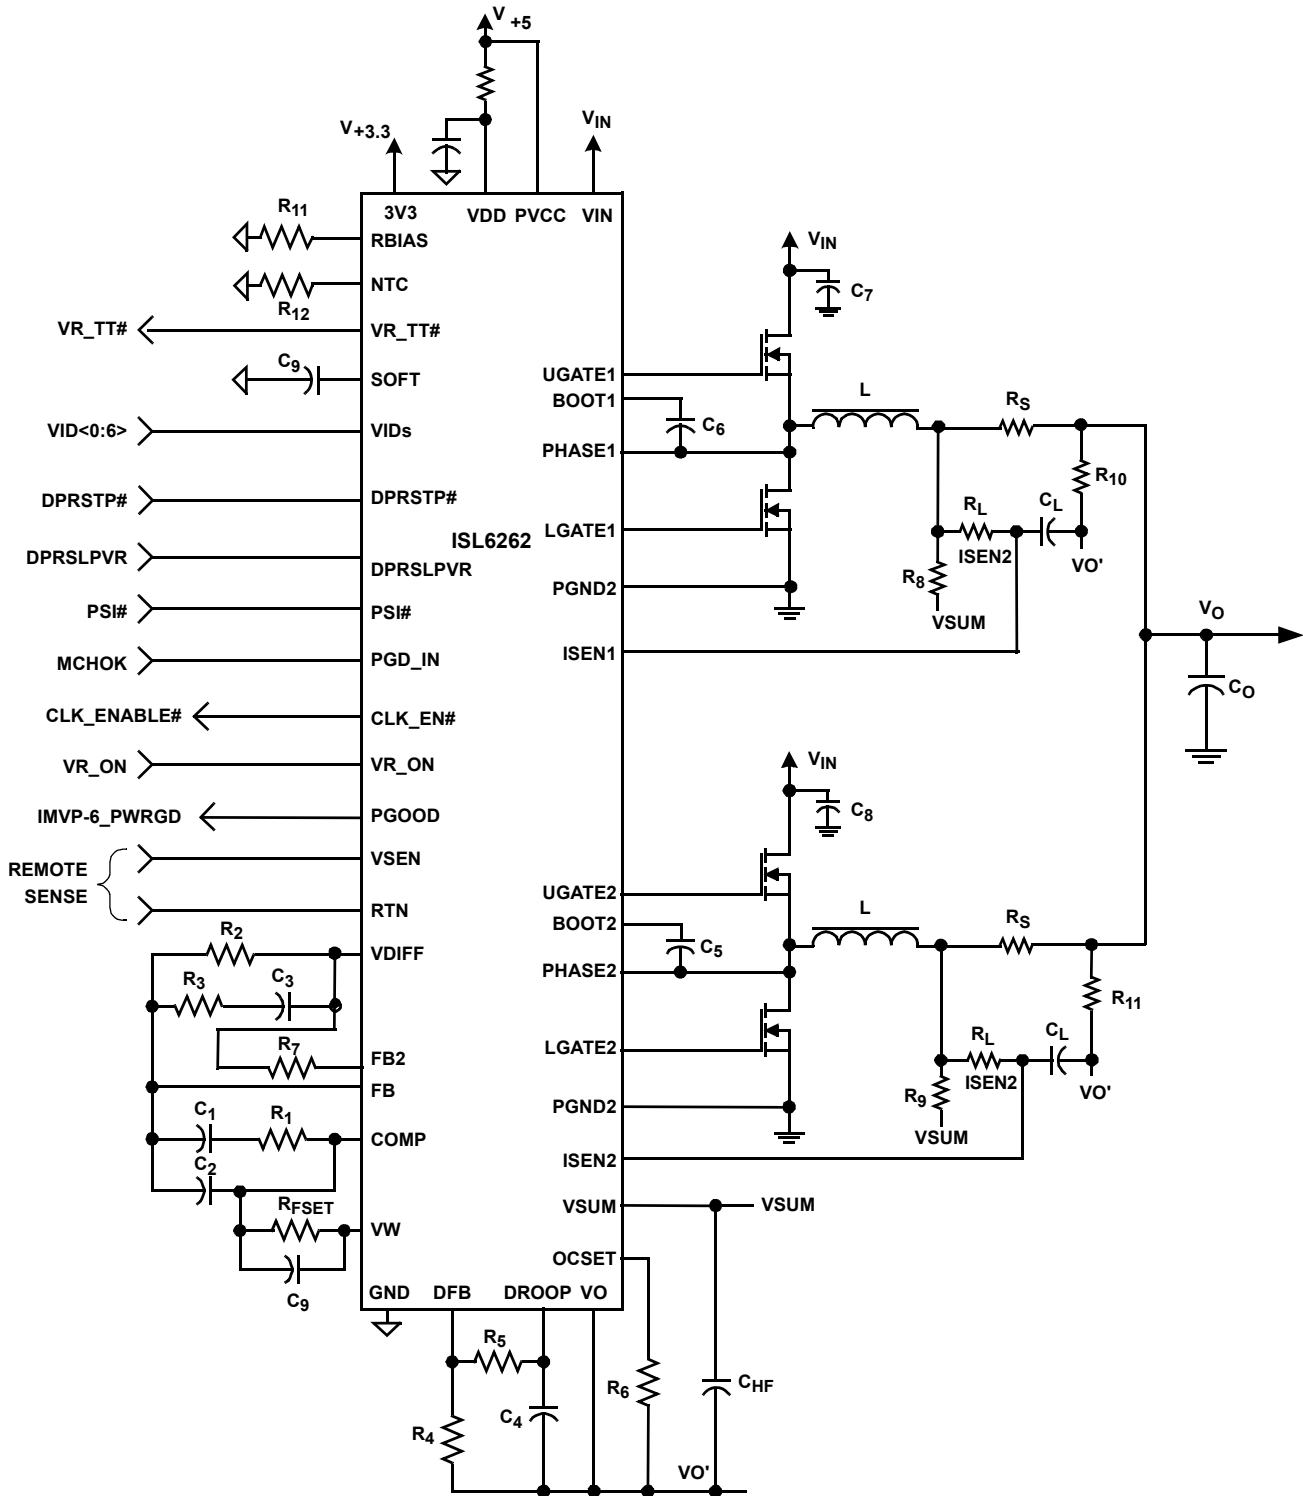 V+5
V+3.3
VIN
3V3
VDD
PVCC
VIN
R11
RBIAS
R12
NTC
VR_TT#
VR_TT#
C9
SOFT
VID<0:6>
VIDs
DPRSTP#
DPRSTP#
ISL6262
DPRSLPVR
DPRSLPVR
PSI#
PSI#
MCHOK
PGD_IN
CLK_ENABLE#
CLK_EN#
VR_ON
VR_ON
IMVP-6_PWRGD
PGOOD
REMOTE
SENSE
VSEN
RTN
R2
VDIFF
R3
C3
R7
FB2
FB
C1
R1
COMP
C2
RFSET
VW
C9
GND
DFB
DROOP
VO
R5
R4
C4
R6
CHF
VO'
VIN
C7
UGATE1
BOOT1
C6
PHASE1
L
RS
R10
LGATE1
RL
CL
ISEN2
VO'
R8
VSUM
PGND2
ISEN1
VO
CO
VIN
C8
UGATE2
BOOT2
C5
PHASE2
L
RS
R11
LGATE2
RL
CL
ISEN2
VO'
R9
VSUM
PGND2
ISEN2
VSUM
VSUM
OCSET